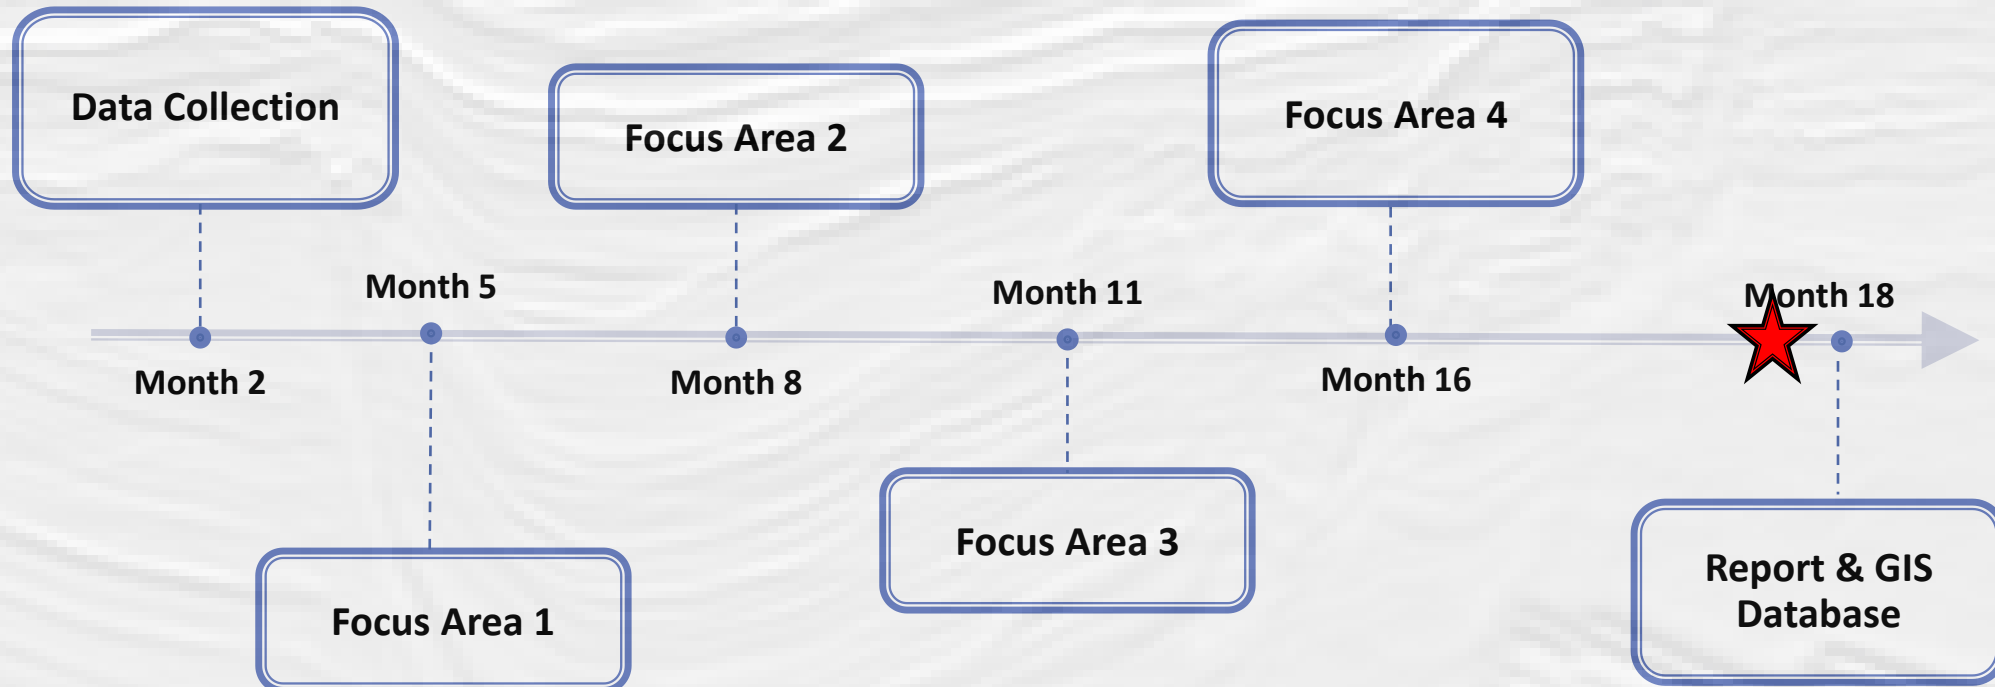 Data Collection
Focus Area 2
Focus Area 4
Month 5
Month 11
Month 18
Month 2
Month 8
Month 16
Focus Area 1
Focus Area 3
Report & GIS
Database